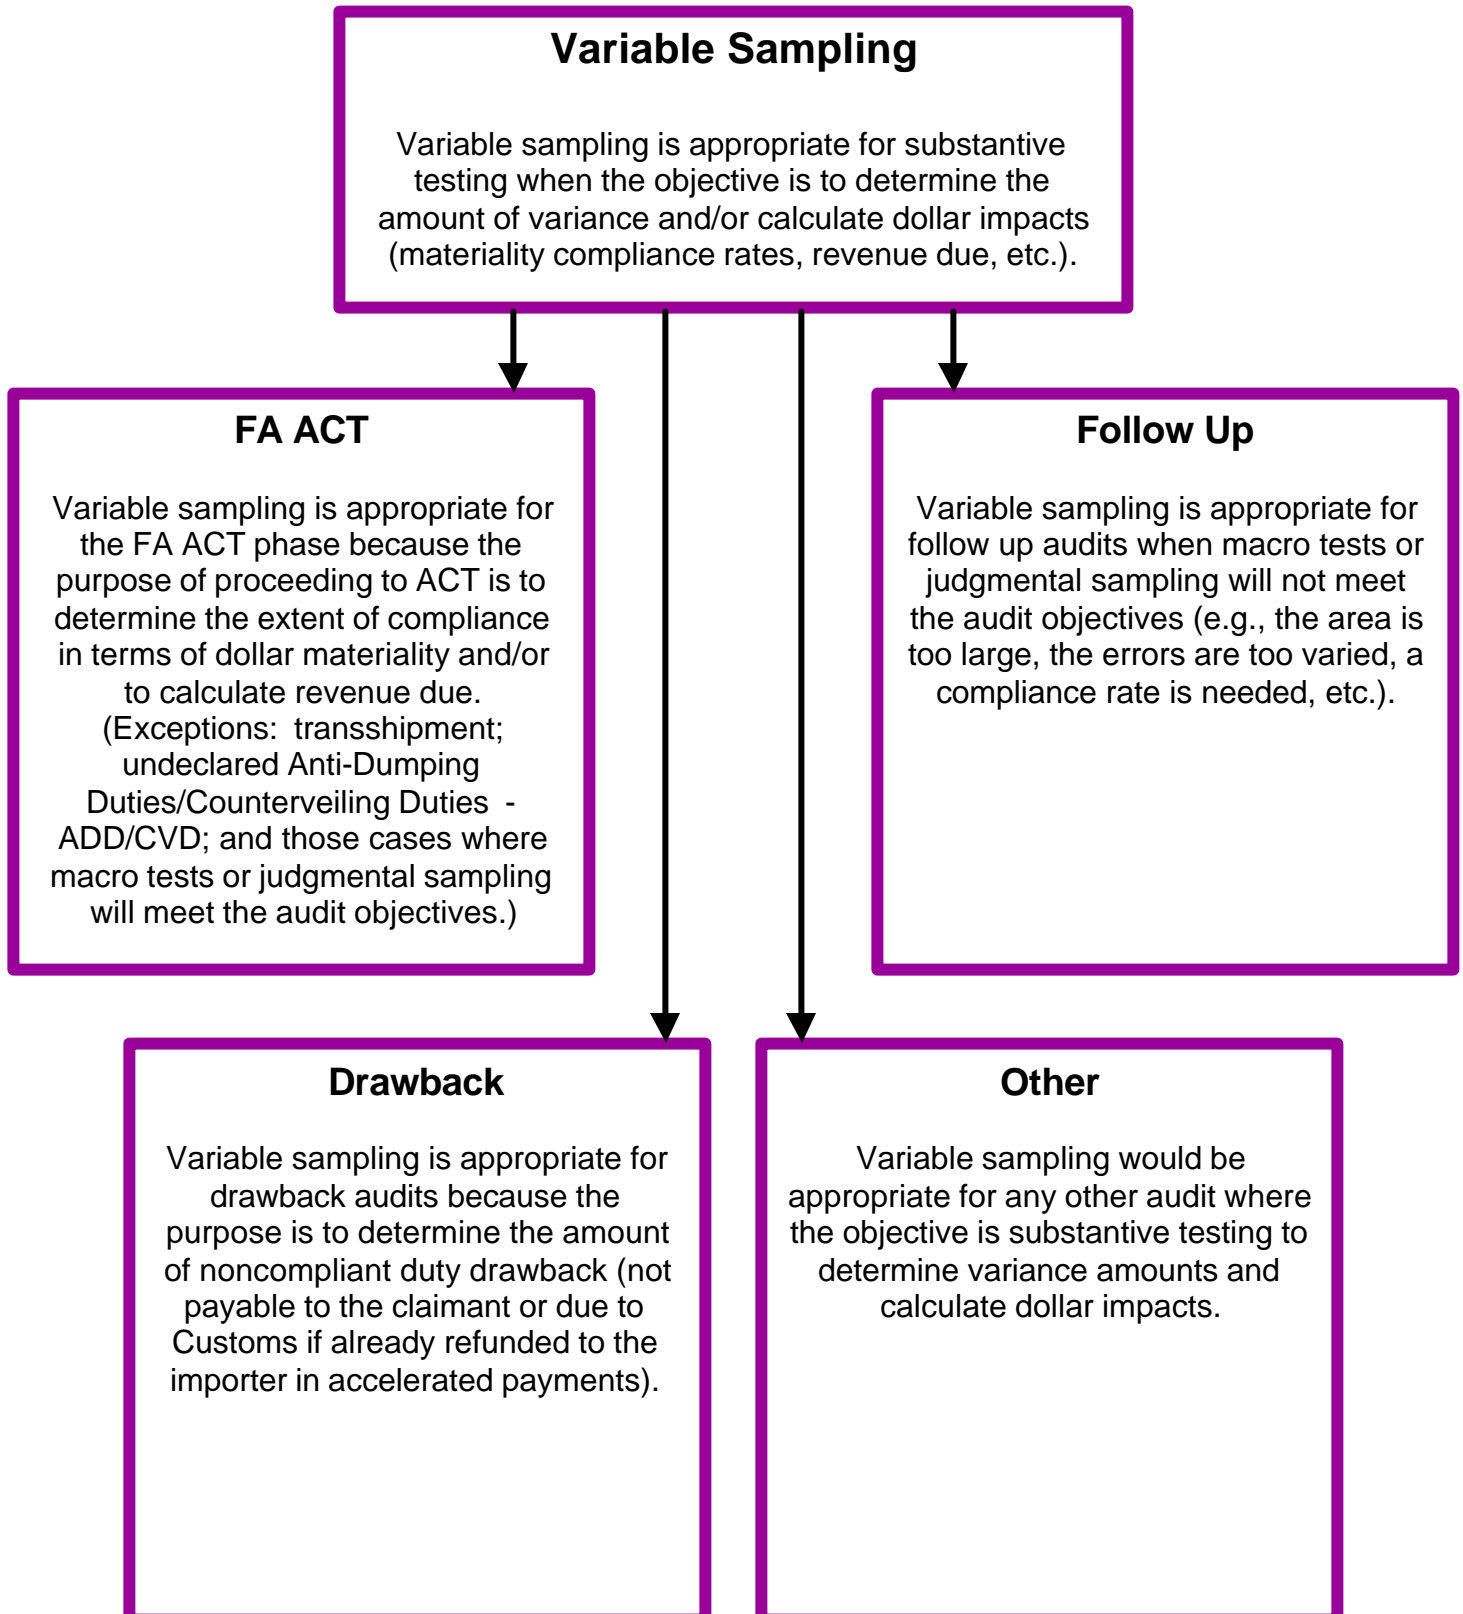 Variable Sampling
Variable sampling is appropriate for substantive
testing when the objective is to determine the
amount of variance and/or calculate dollar impacts
(materiality compliance rates, revenue due, etc.).
FA ACT
Variable sampling is appropriate for
the FA ACT phase because the
purpose of proceeding to ACT is to
determine the extent of compliance
in terms of dollar materiality and/or
to calculate revenue due.
(Exceptions:  transshipment;
undeclared Anti-Dumping
Duties/Counterveiling Duties  -
ADD/CVD; and those cases where
macro tests or judgmental sampling
will meet the audit objectives.)
Follow Up
Variable sampling is appropriate for
follow up audits when macro tests or
judgmental sampling will not meet
the audit objectives (e.g., the area is
too large, the errors are too varied, a
compliance rate is needed, etc.).
Drawback
Variable sampling is appropriate for
drawback audits because the
purpose is to determine the amount
of noncompliant duty drawback (not
payable to the claimant or due to
Customs if already refunded to the
importer in accelerated payments).
Other
Variable sampling would be
appropriate for any other audit where
the objective is substantive testing to
determine variance amounts and
calculate dollar impacts.